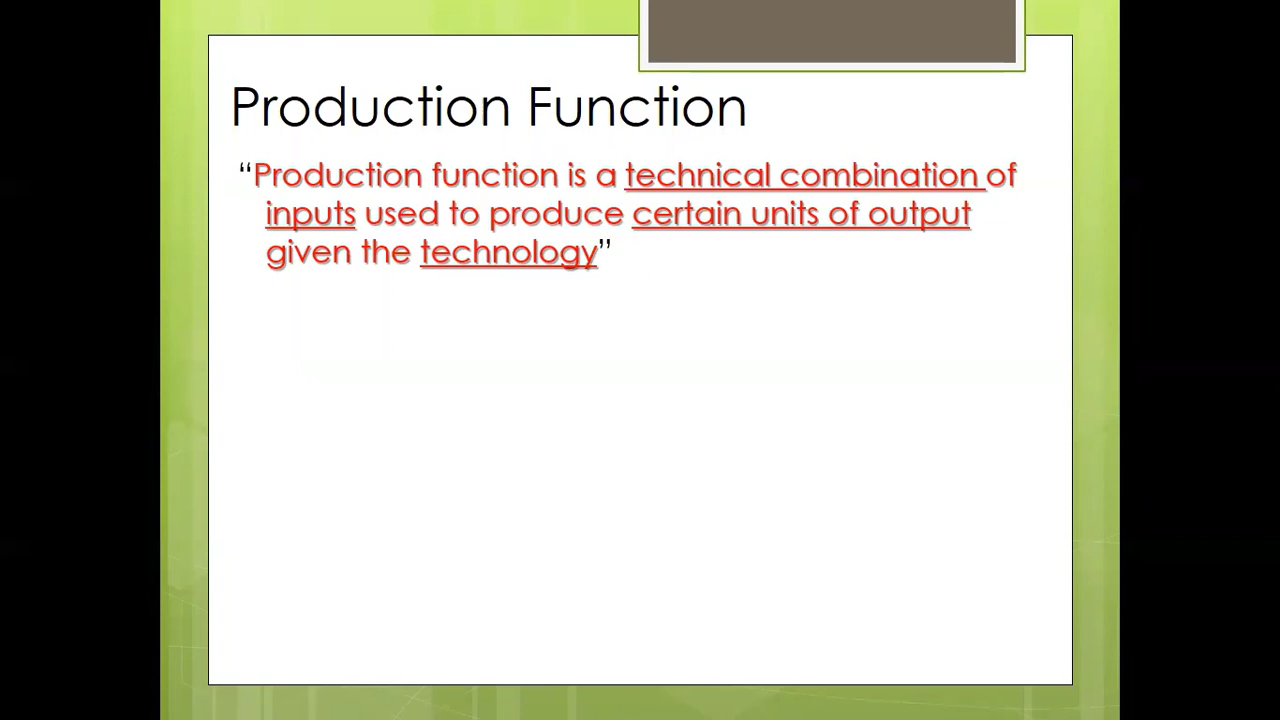 Production Function
“Production function is a technical combination of
inputs used to produce certain units of output
given the technology”